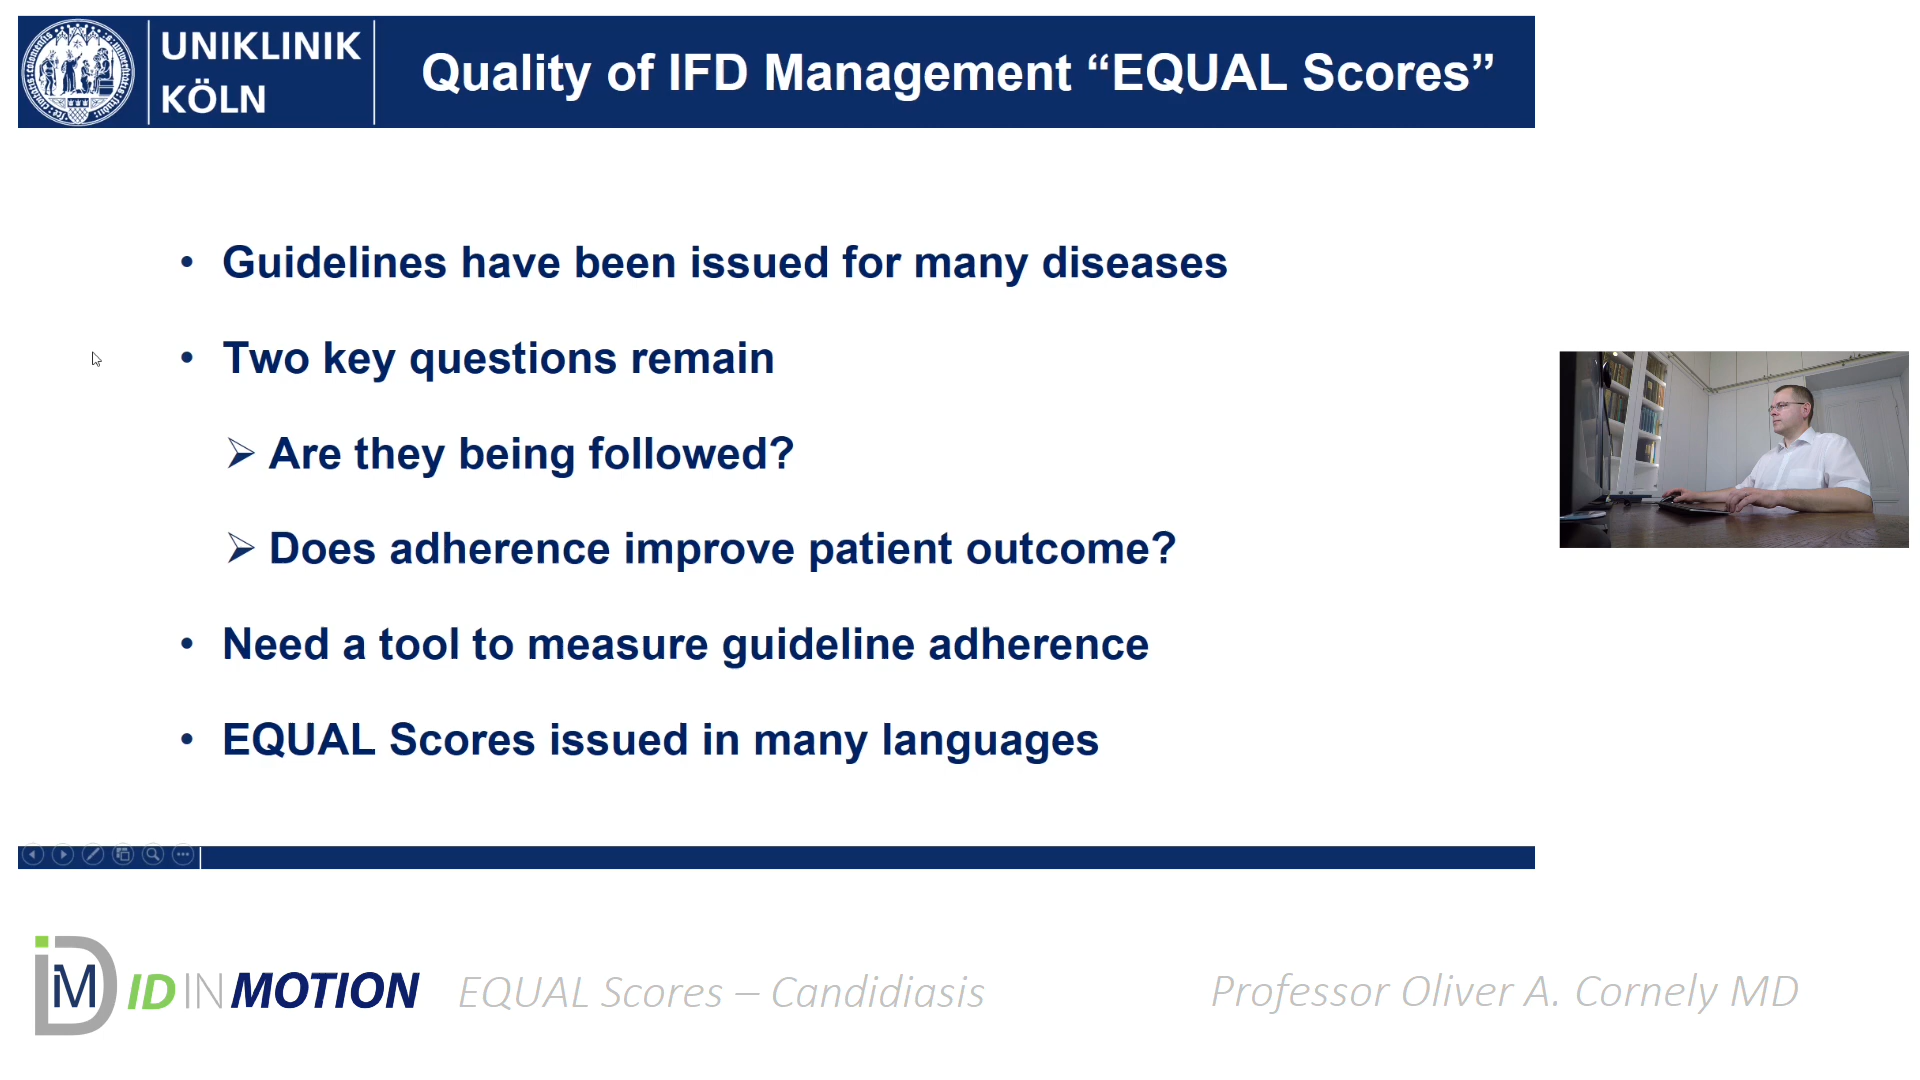 UNIKLINIK
KÖLN
Quality of IFD Management “EQUAL Scores”
• Guidelines have been issued for many diseases
• Two key questions remain
➢ Are they being followed?
➢ Does adherence improve patient outcome?
• Need a tool to measure guideline adherence
• EQUAL Scores issued in many languages
iDM ID IN MOTION
EQUAL Scores – Candidiasis
Professor Oliver A. Cornely MD